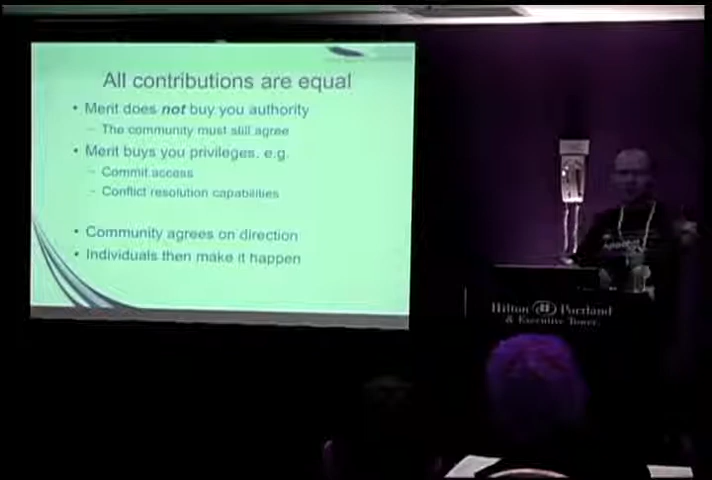 All contributions are equal
• Merit does not buy you authority
– The community must still agree
• Merit buys you privileges, e.g.
– Commit access
– Conflict resolution capabilities
• Community agrees on direction
• Individuals then make it happen
Hilton Portland
& Executive Tower